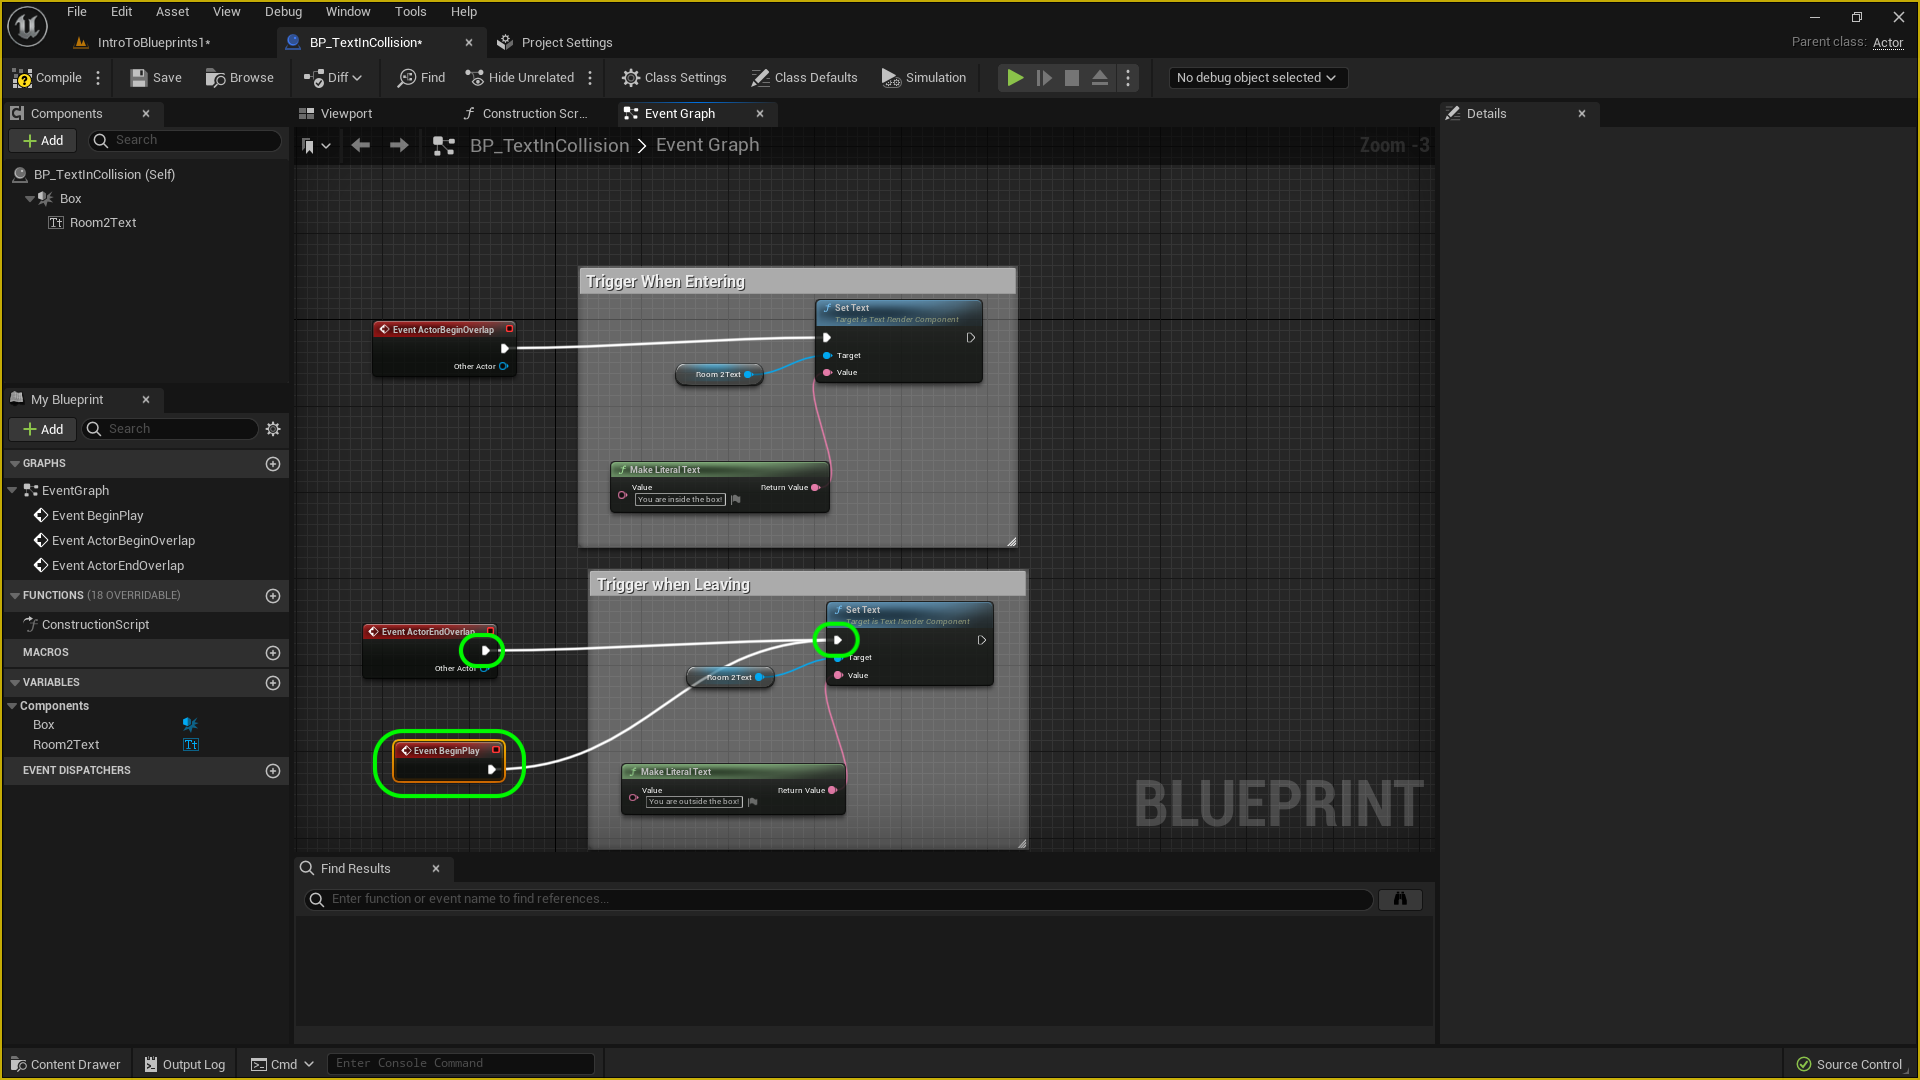 File Edit Asset View Debug Window Tools Help
IntroToBlueprints1* BP_TextInCollision* Project Settings
Parent class: Actor
Compile Save Browse Diff Find Hide Unrelated Class Settings Class Defaults Simulation No debug object selected
Components Viewport Construction Scr... Event Graph Details
Add Search
BP_TextInCollision > Event Graph Zoom -3
BP_TextInCollision (Self)
Box
Room2Text
Trigger When Entering
Set Text
Target is Text Render Component
Event ActorBeginOverlap
Other Actor
Target
Value
Room 2Text
Make Literal Text
Value
You are inside the box!
Return Value
My Blueprint
Add Search
GRAPHS
EventGraph
Event BeginPlay
Event ActorBeginOverlap
Event ActorEndOverlap
FUNCTIONS (18 OVERRIDABLE)
ConstructionScript
MACROS
VARIABLES
Components
Box
Room2Text
EVENT DISPATCHERS
Trigger when Leaving
Set Text
Target is Text Render Component
Event ActorEndOverlap
Other Actor
Target
Value
Room 2Text
Event BeginPlay
Make Literal Text
Value
You are outside the box!
Return Value
BLUEPRINT
Find Results
Enter function or event name to find references...
Content Drawer Output Log Cmd Enter Console Command Source Control